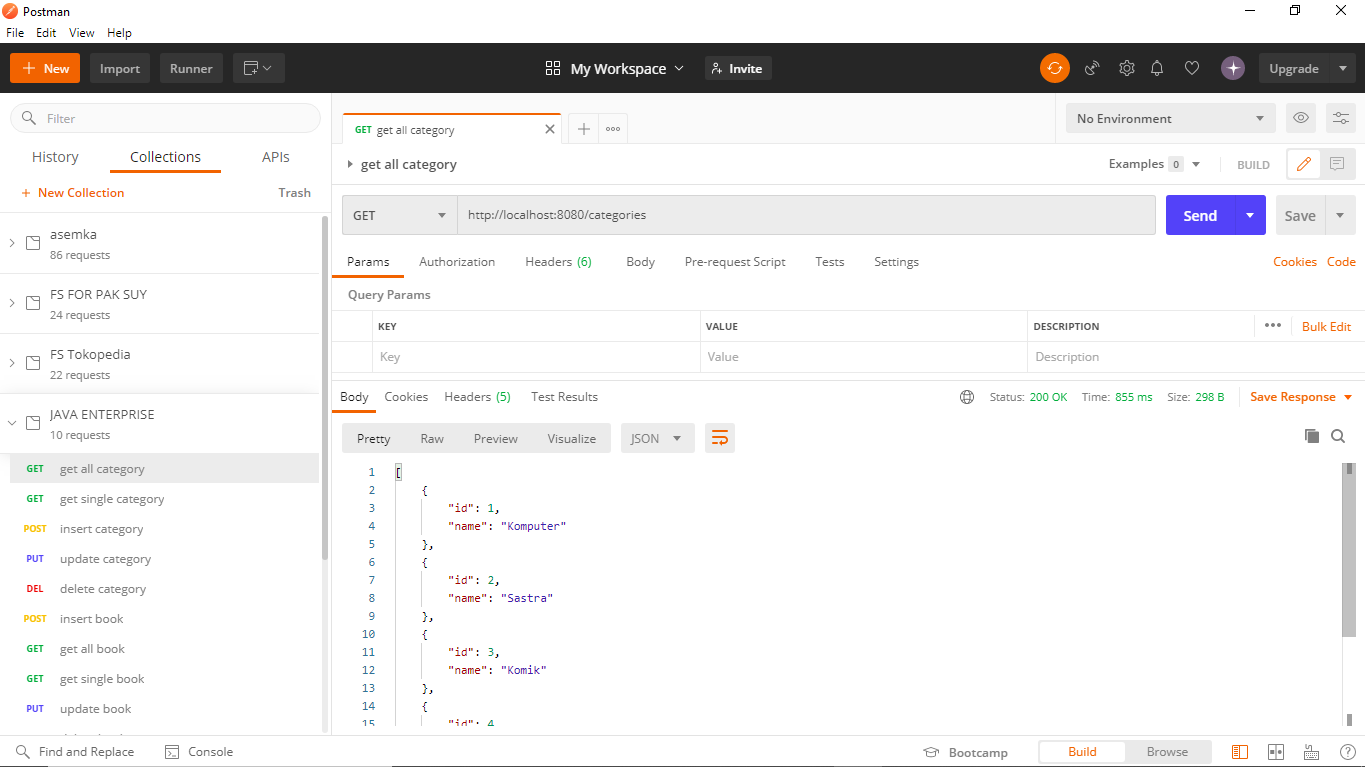 Postman
File Edit View Help
New Import Runner My Workspace Invite Upgrade
Filter
History Collections APIs
New Collection Trash
asemka
86 requests
FS FOR PAK SUY
24 requests
FS Tokopedia
22 requests
JAVA ENTERPRISE
10 requests
GET get all category
GET get single category
POST insert category
PUT update category
DEL delete category
POST insert book
GET get all book
GET get single book
PUT update book
GET get all category
No Environment
get all category
Examples 0 BUILD
GET http://localhost:8080/categories Send Save
Params Authorization Headers (6) Body Pre-request Script Tests Settings Cookies Code
Query Params
KEY VALUE DESCRIPTION Bulk Edit
Key Value Description
Body Cookies Headers (5) Test Results Status: 200 OK Time: 855 ms Size: 298 B Save Response
Pretty Raw Preview Visualize JSON
1 [
2 {
3 "id": 1,
4 "name": "Komputer"
5 },
6 {
7 "id": 2,
8 "name": "Sastra"
9 },
10 {
11 "id": 3,
12 "name": "Komik"
13 },
14 {
15 "id": 4
Find and Replace Console Bootcamp Build Browse